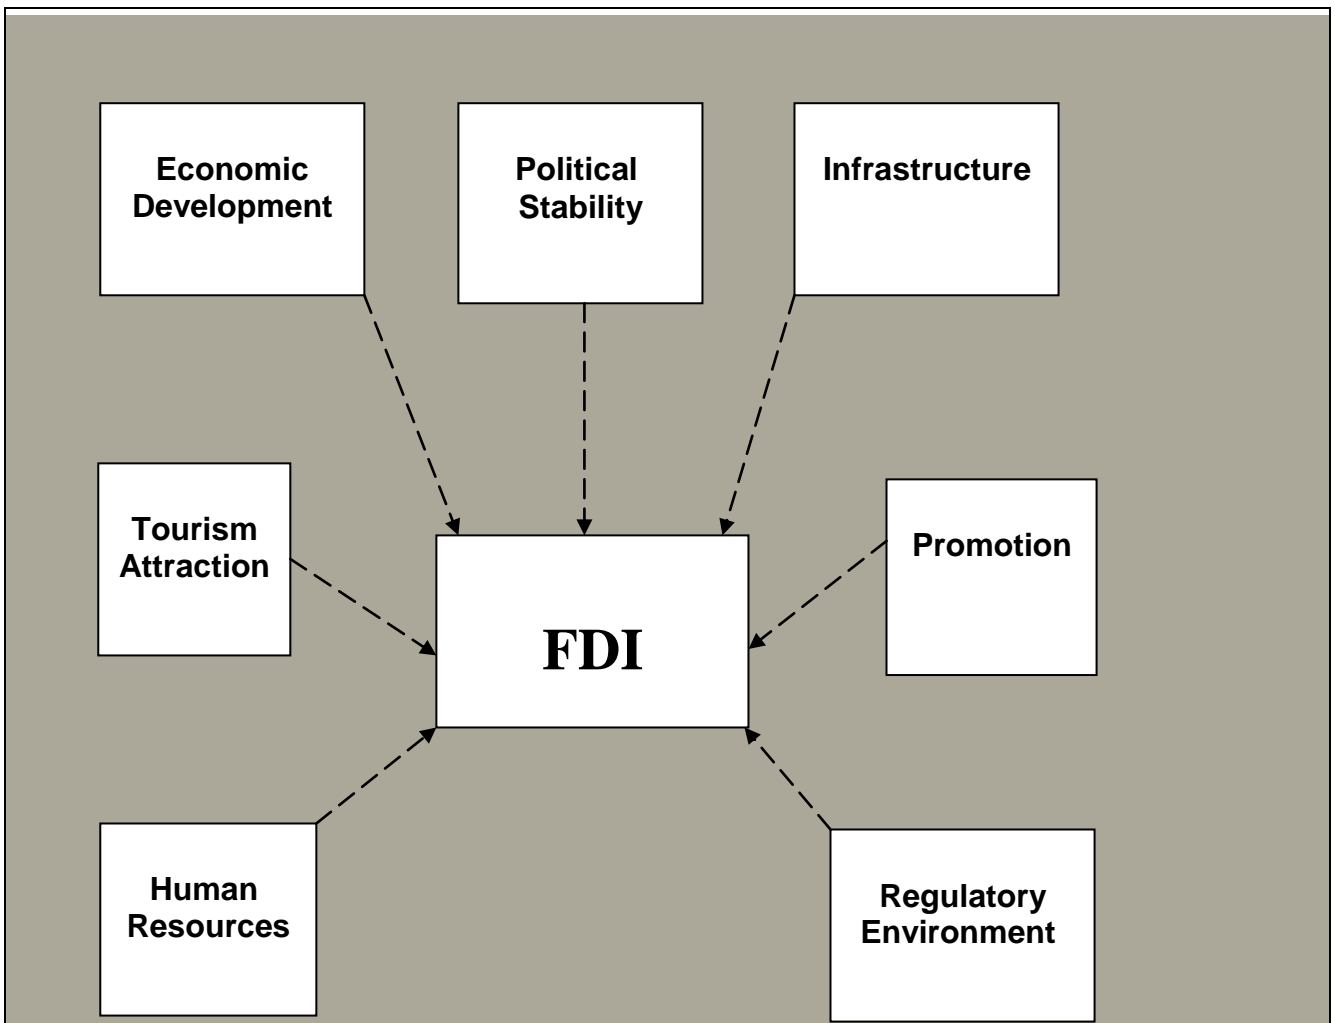 Economic
Development
Political
Stability
Infrastructure
Tourism
Attraction
Promotion
FDI
Human
Resources
Regulatory
Environment